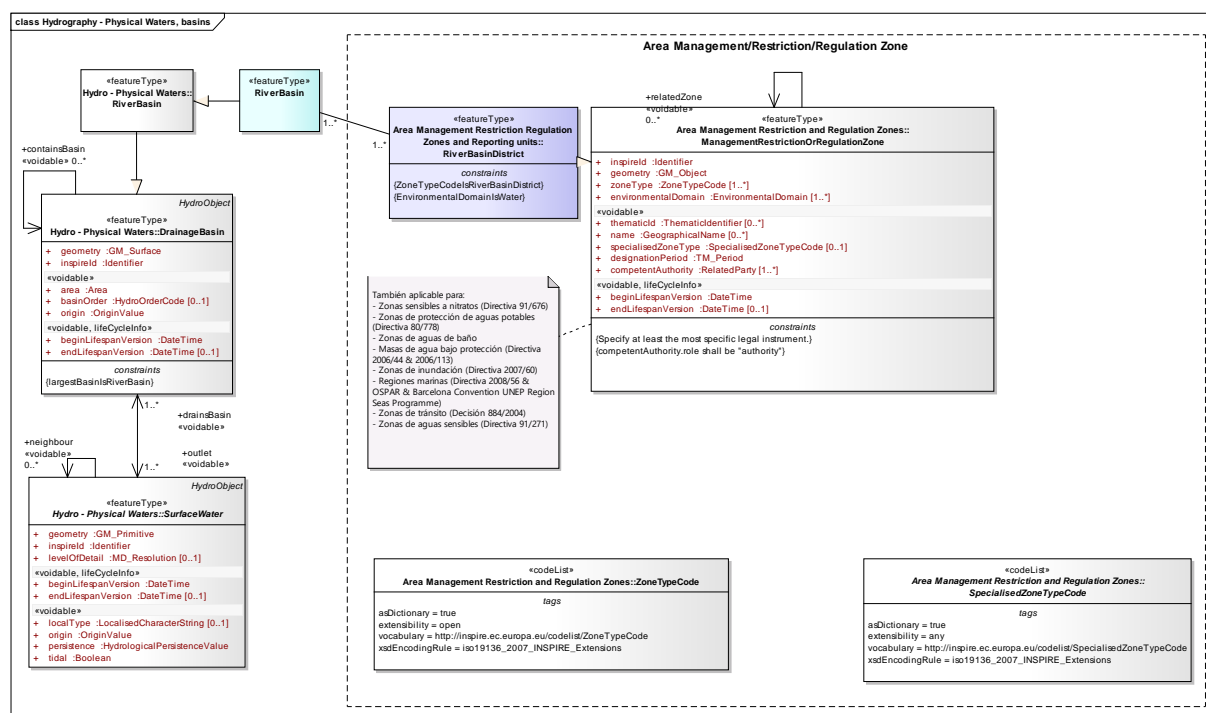 class Hydrography - Physical Waters, basins
Area Management/Restriction/Regulation Zone
«featureType»
Hydro - Physical Waters::
RiverBasin
«featureType»
RiverBasin
1..*
1..*
«featureType»
Area Management Restriction Regulation
Zones and Reporting units::
RiverBasinDistrict
constraints
{ZoneTypeCodeIsRiverBasinDistrict}
{EnvironmentalDomainIsWater}
+relatedZone
«voidable»
0..*
«featureType»
Area Management Restriction and Regulation Zones::
ManagementRestrictionOrRegulationZone
+ inspireId :Identifier
+ geometry :GM_Object
+ zoneType :ZoneTypeCode [1..*]
+ environmentalDomain :EnvironmentalDomain [1..*]
«voidable»
+ thematicId :ThematicIdentifier [0..*]
+ name :GeographicalName [0..*]
+ specialisedZoneType :SpecialisedZoneTypeCode [0..1]
+ designationPeriod :TM_Period
+ competentAuthority :RelatedParty [1..*]
«voidable, lifeCycleInfo»
+ beginLifespanVersion :DateTime
+ endLifespanVersion :DateTime [0..1]
constraints
{Specify at least the most specific legal instrument.}
{competentAuthority.role shall be "authority"}
+containsBasin
«voidable» 0..*
HydroObject
«featureType»
Hydro - Physical Waters::DrainageBasin
+ geometry :GM_Surface
+ inspireId :Identifier
«voidable»
+ area :Area
+ basinOrder :HydroOrderCode [0..1]
+ origin :OriginValue
«voidable, lifeCycleInfo»
+ beginLifespanVersion :DateTime
+ endLifespanVersion :DateTime [0..1]
constraints
{largestBasinIsRiverBasin}
También aplicable para:
- Zonas sensibles a nitratos (Directiva 91/676)
- Zonas de protección de aguas potables
(Directiva 80/778)
- Zonas de aguas de baño
- Masas de agua bajo protección (Directiva
2006/44 & 2006/113)
- Zonas de inundación (Directiva 2007/60)
- Regiones marinas (Directiva 2008/56 &
OSPAR & Barcelona Convention UNEP Region
Seas Programme)
- Zonas de tránsito (Decisión 884/2004)
- Zonas de aguas sensibles (Directiva 91/271)
1..*
+drainsBasin
«voidable»
+neighbour
«voidable»
0..*
+outlet
«voidable»
1..*
HydroObject
«featureType»
Hydro - Physical Waters::SurfaceWater
+ geometry :GM_Primitive
+ inspireId :Identifier
+ levelOfDetail :MD_Resolution [0..1]
«voidable, lifeCycleInfo»
+ beginLifespanVersion :DateTime
+ endLifespanVersion :DateTime [0..1]
«voidable»
+ localType :LocalisedCharacterString [0..1]
+ origin :OriginValue
+ persistence :HydrologicalPersistenceValue
+ tidal :Boolean
«codeList»
Area Management Restriction and Regulation Zones::ZoneTypeCode
tags
asDictionary = true
extensibility = open
vocabulary = http://inspire.ec.europa.eu/codelist/ZoneTypeCode
xsdEncodingRule = iso19136_2007_INSPIRE_Extensions
«codeList»
Area Management Restriction and Regulation Zones::
SpecialisedZoneTypeCode
tags
asDictionary = true
extensibility = any
vocabulary = http://inspire.ec.europa.eu/codelist/SpecialisedZoneTypeCode
xsdEncodingRule = iso19136_2007_INSPIRE_Extensions